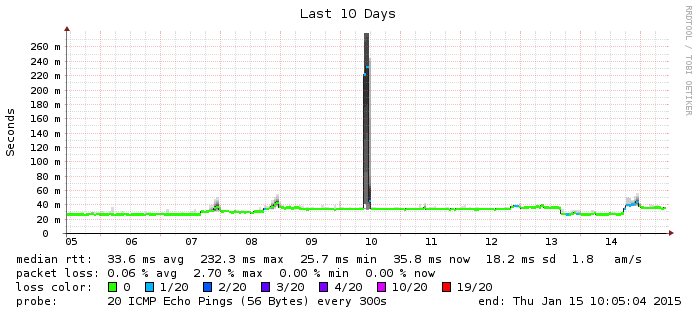 Last 10 Days
RRDTOOL / TOBI OETIKER
Seconds
260 m
240 m
220 m
200 m
180 m
160 m
140 m
120 m
100 m
80 m
60 m
40 m
20 m
0
05 06 07 08 09 10 11 12 13 14
median rtt: 33.6 ms avg 232.3 ms max 25.7 ms min 35.8 ms now 18.2 ms sd 1.8 am/s
packet loss: 0.06 % avg 2.70 % max 0.00 % min 0.00 % now
loss color: 0 1/20 2/20 3/20 4/20 10/20 19/20
probe: 20 ICMP Echo Pings (56 Bytes) every 300s end: Thu Jan 15 10:05:04 2015